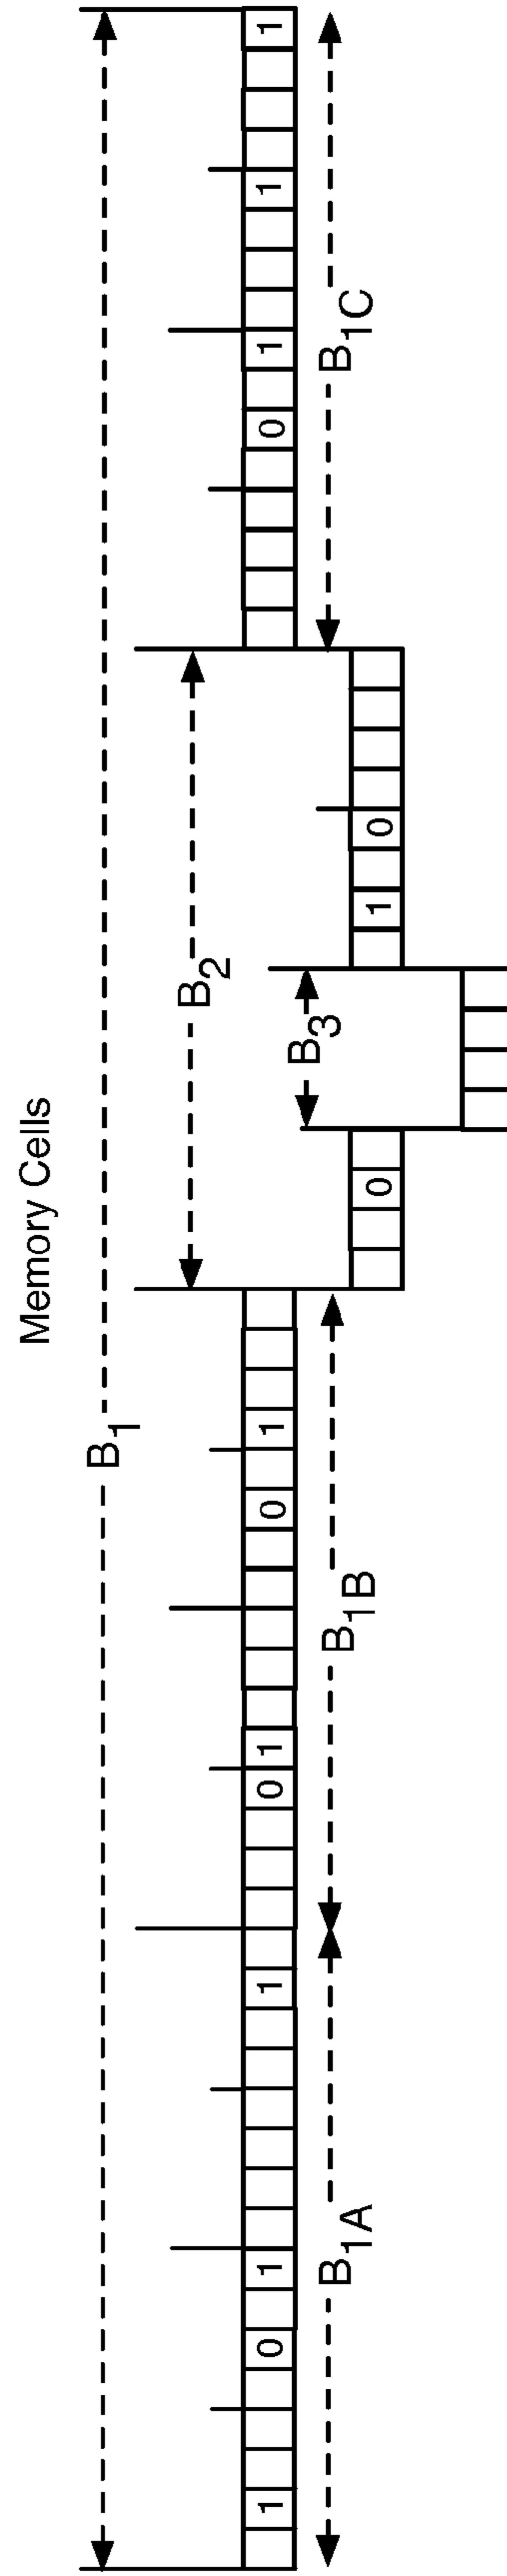 Memory Cells
B₁
B₂
1 0 1 1 0 1 0 1 0 1 1 1
B₃
B₁A B₁B B₁C
0 1 0